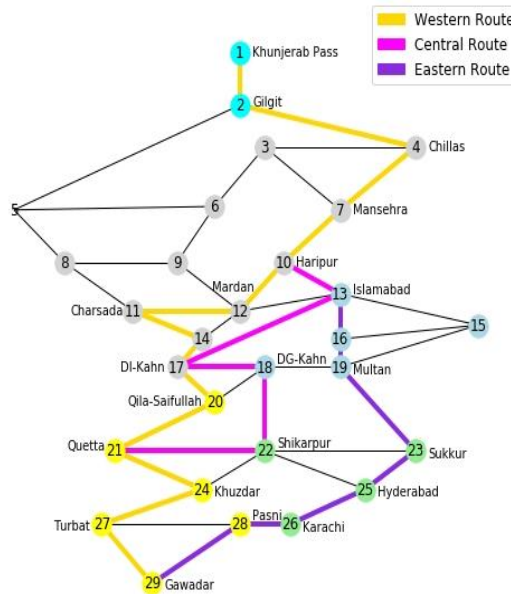 Western Route
Central Route
Eastern Route
1 Khunjerab Pass
2 Gilgit
3
4 Chillas
5
6
7 Mansehra
8
9
10 Haripur
Mardan
13 Islamabad
Charsada 11
12
15
14
16
DI-Kahn 17
18 DG-Kahn
19 Multan
Qila-Saifullah 20
Quetta 21
22 Shikarpur
23 Sukkur
24 Khuzdar
25 Hyderabad
Turbat 27
28 Pasni
26 Karachi
29 Gawadar